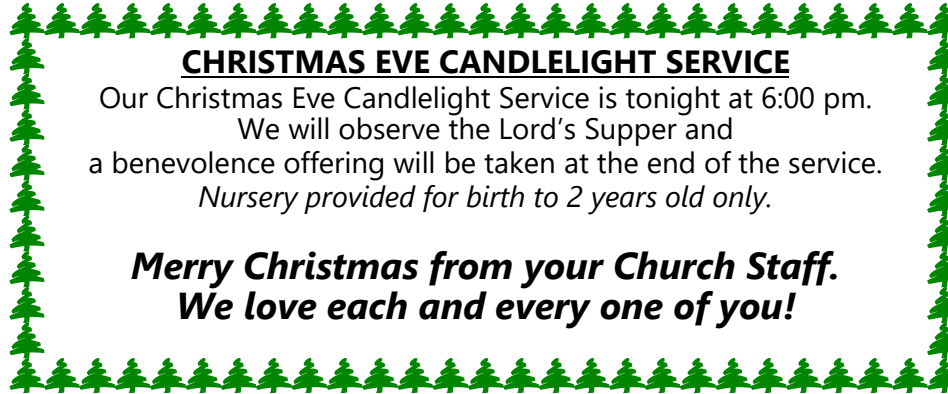 CHRISTMAS EVE CANDLELIGHT SERVICE
Our Christmas Eve Candlelight Service is tonight at 6:00 pm.
We will observe the Lord’s Supper and
a benevolence offering will be taken at the end of the service.
Nursery provided for birth to 2 years old only.
Merry Christmas from your Church Staff.
We love each and every one of you!